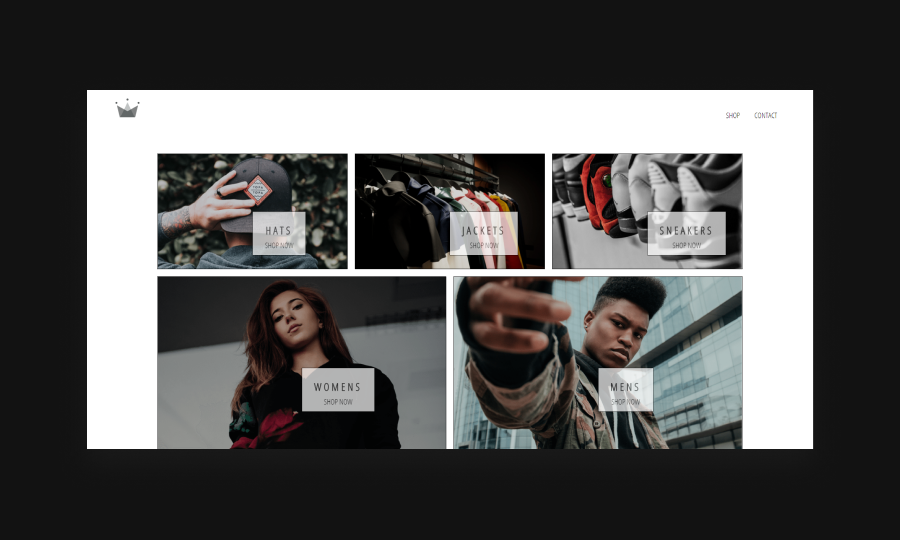 SHOP CONTACT
HATS
SHOP NOW
JACKETS
SHOP NOW
SNEAKERS
SHOP NOW
WOMENS
SHOP NOW
MENS
SHOP NOW